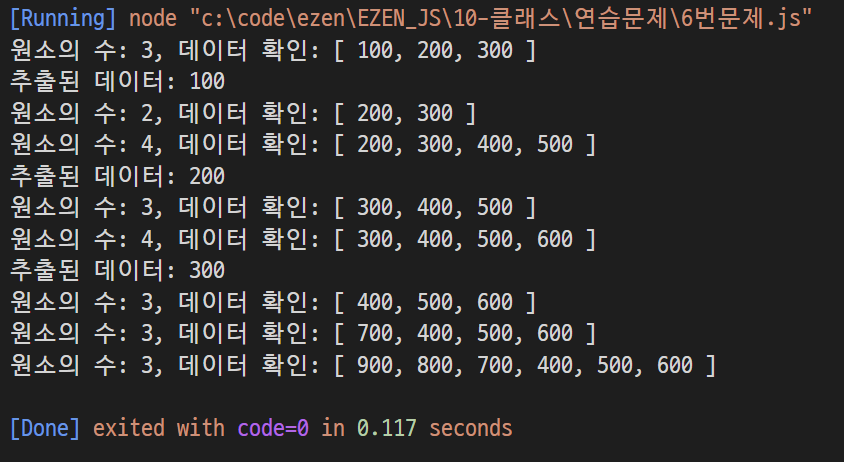 [Running] node "c:\code\ezen\EZEN_JS\10-클래스\연습문제\6번문제.js"
원소의 수: 3, 데이터 확인: [ 100, 200, 300 ]
추출된 데이터: 100
원소의 수: 2, 데이터 확인: [ 200, 300 ]
원소의 수: 4, 데이터 확인: [ 200, 300, 400, 500 ]
추출된 데이터: 200
원소의 수: 3, 데이터 확인: [ 300, 400, 500 ]
원소의 수: 4, 데이터 확인: [ 300, 400, 500, 600 ]
추출된 데이터: 300
원소의 수: 3, 데이터 확인: [ 400, 500, 600 ]
원소의 수: 3, 데이터 확인: [ 700, 400, 500, 600 ]
원소의 수: 3, 데이터 확인: [ 900, 800, 700, 400, 500, 600 ]
[Done] exited with code=0 in 0.117 seconds